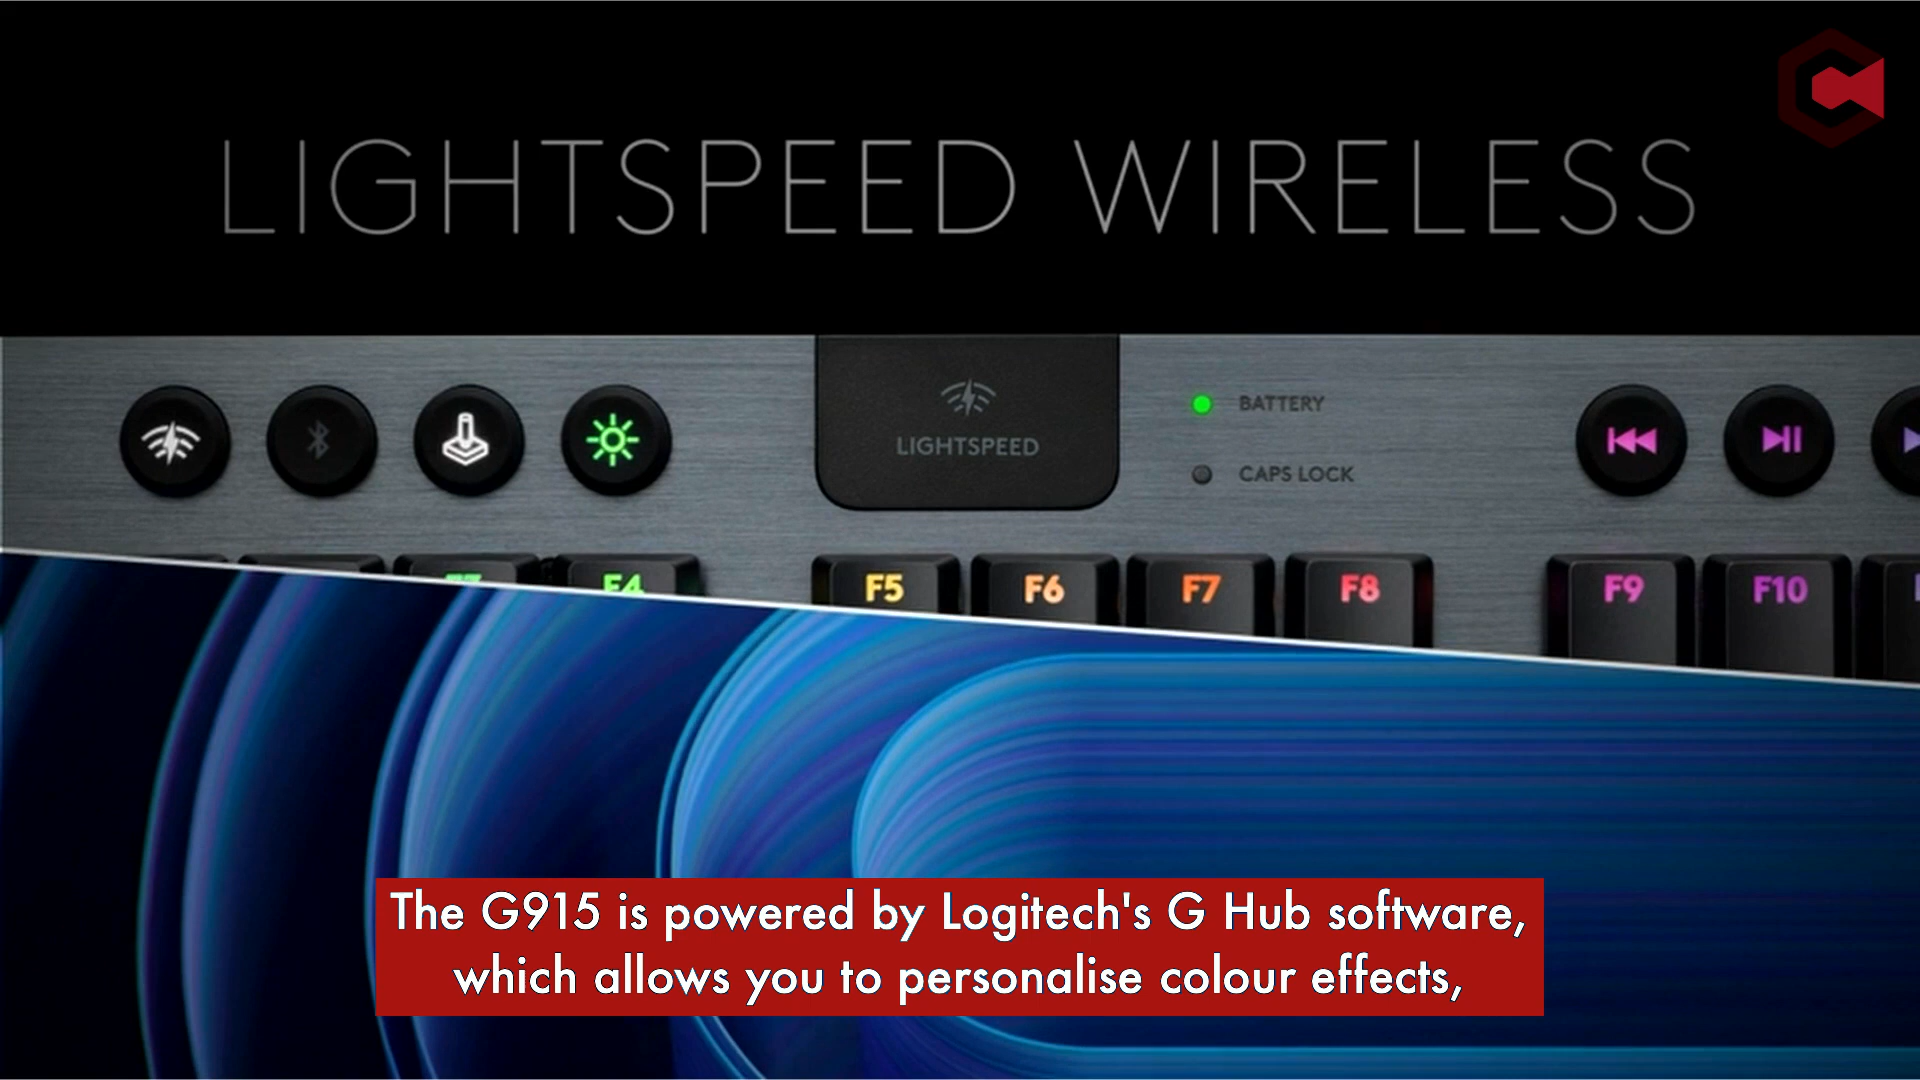 LIGHTSPEED WIRELESS
LIGHTSPEED
BATTERY
CAPS LOCK
F4
F5
F6
F7
F8
F9
F10
The G915 is powered by Logitech's G Hub software,
which allows you to personalise colour effects,